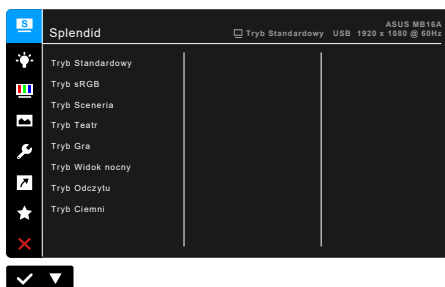 S
Splendid
Tryb Standardowy USB 1920 x 1080 @ 60Hz
ASUS MB16A
Tryb Standardowy
Tryb sRGB
Tryb Sceneria
Tryb Teatr
Tryb Gra
Tryb Widok nocny
Tryb Odczytu
Tryb Ciemni